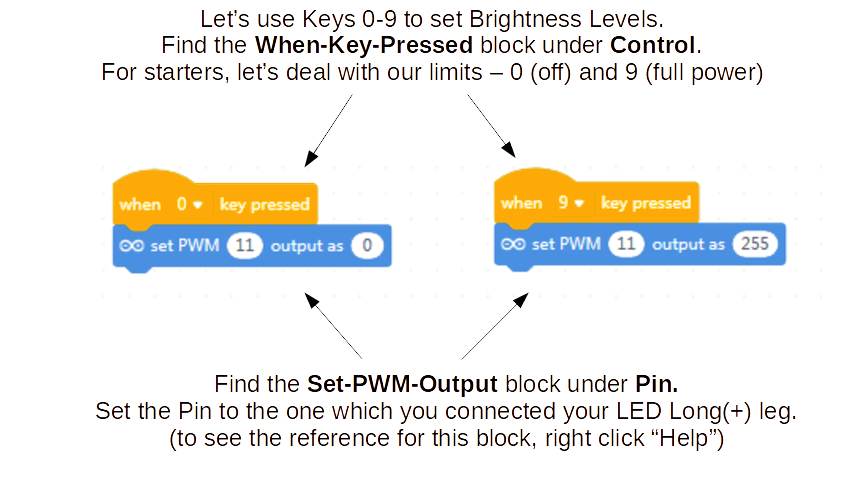 Let’s use Keys 0-9 to set Brightness Levels.
Find the When-Key-Pressed block under Control.
For starters, let’s deal with our limits – 0 (off) and 9 (full power)
when 0 key pressed
set PWM 11 output as 0
when 9 key pressed
set PWM 11 output as 255
Find the Set-PWM-Output block under Pin.
Set the Pin to the one which you connected your LED Long(+) leg.
(to see the reference for this block, right click “Help”)